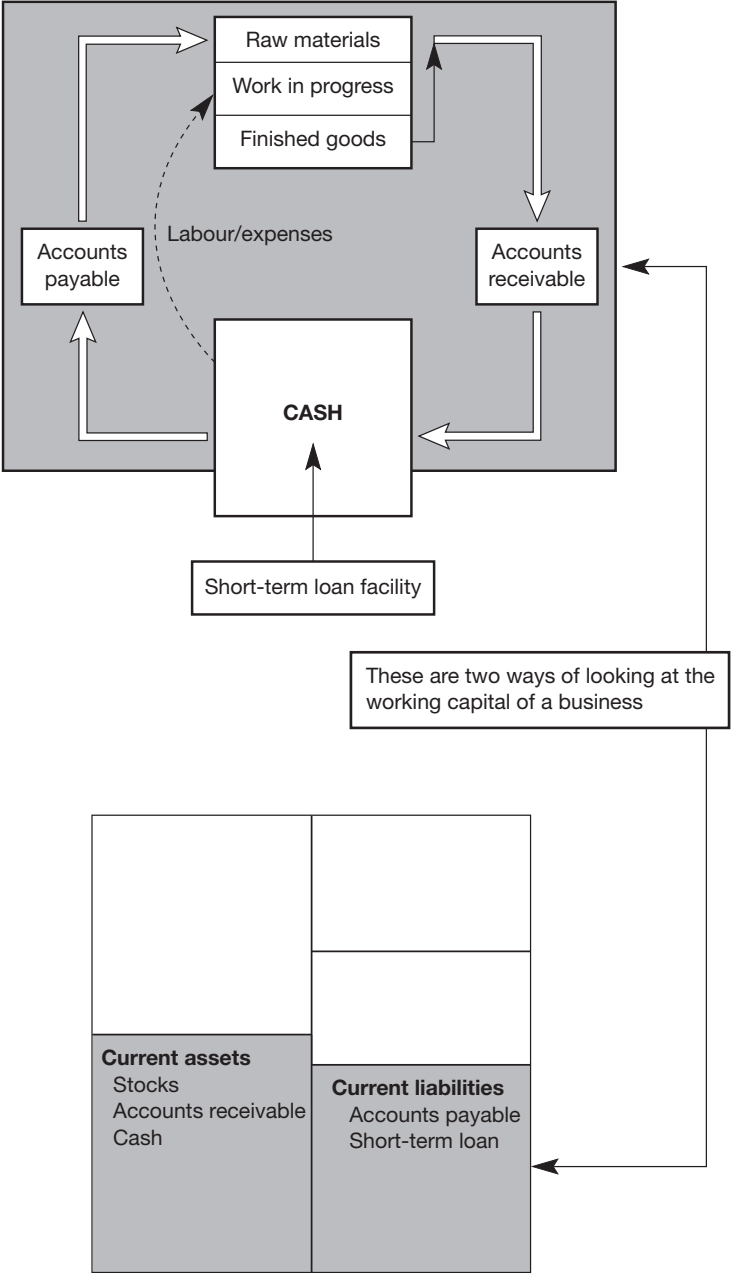 Raw materials
Work in progress
Finished goods
Labour/expenses
Accounts
payable
Accounts
receivable
CASH
Short-term loan facility
These are two ways of looking at the
working capital of a business
Current assets
Stocks
Accounts receivable
Cash
Current liabilities
Accounts payable
Short-term loan